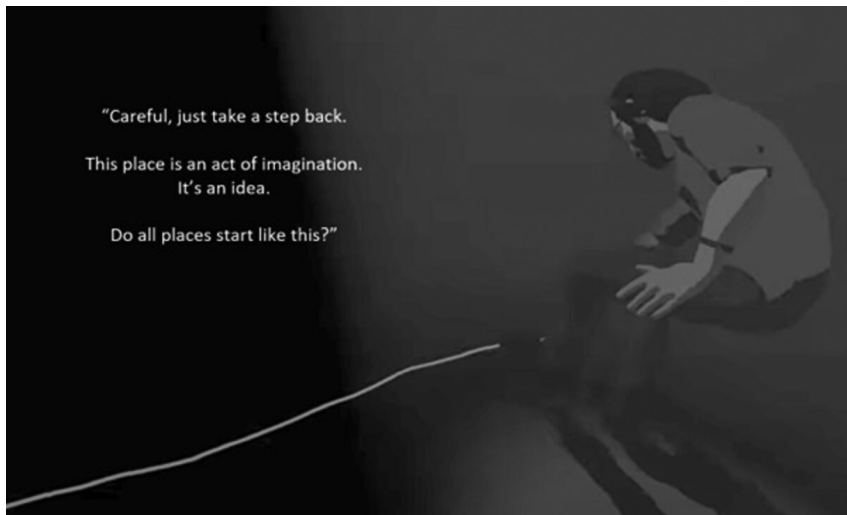 “Careful, just take a step back.
This place is an act of imagination.
It’s an idea.
Do all places start like this?”